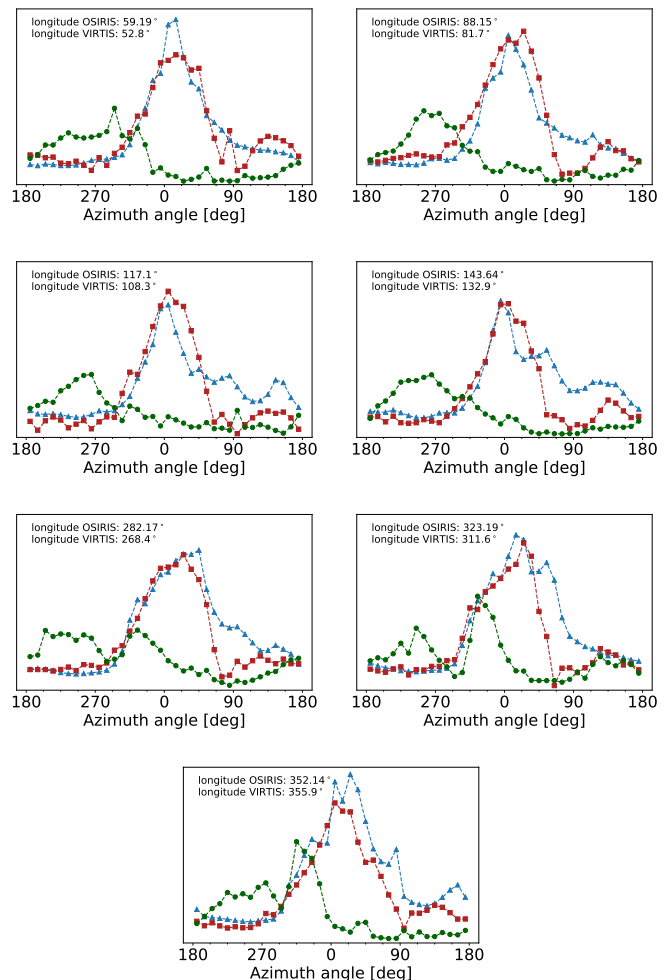 longitude OSIRIS: 59.19°
longitude VIRTIS: 52.8°
180 270 0 90 180
Azimuth angle [deg]
longitude OSIRIS: 88.15°
longitude VIRTIS: 81.7°
180 270 0 90 180
Azimuth angle [deg]
longitude OSIRIS: 117.1°
longitude VIRTIS: 108.3°
180 270 0 90 180
Azimuth angle [deg]
longitude OSIRIS: 143.64°
longitude VIRTIS: 132.9°
180 270 0 90 180
Azimuth angle [deg]
longitude OSIRIS: 282.17°
longitude VIRTIS: 268.4°
180 270 0 90 180
Azimuth angle [deg]
longitude OSIRIS: 323.19°
longitude VIRTIS: 311.6°
180 270 0 90 180
Azimuth angle [deg]
longitude OSIRIS: 352.14°
longitude VIRTIS: 355.9°
180 270 0 90 180
Azimuth angle [deg]